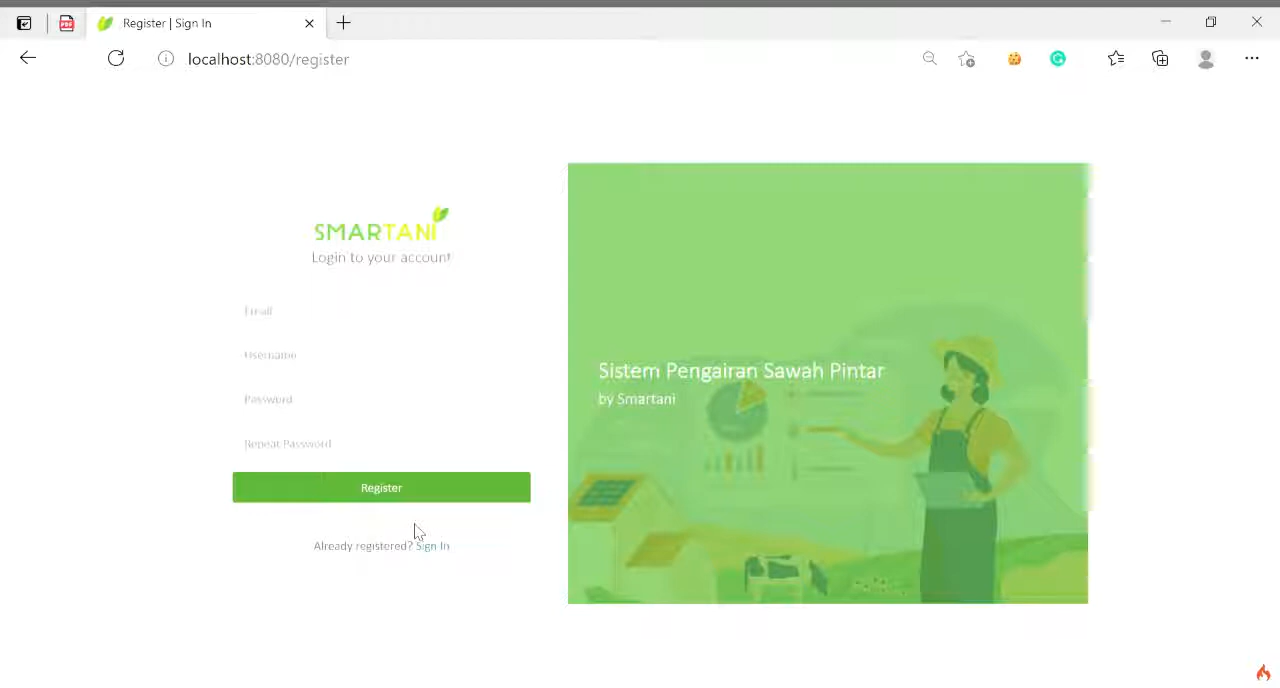 Register | Sign In
localhost:8080/register
SMARTANI
Login to your account
Email
Username
Password
Repeat Password
Register
Already registered? Sign In
Sistem Pengairan Sawah Pintar
by Smartani